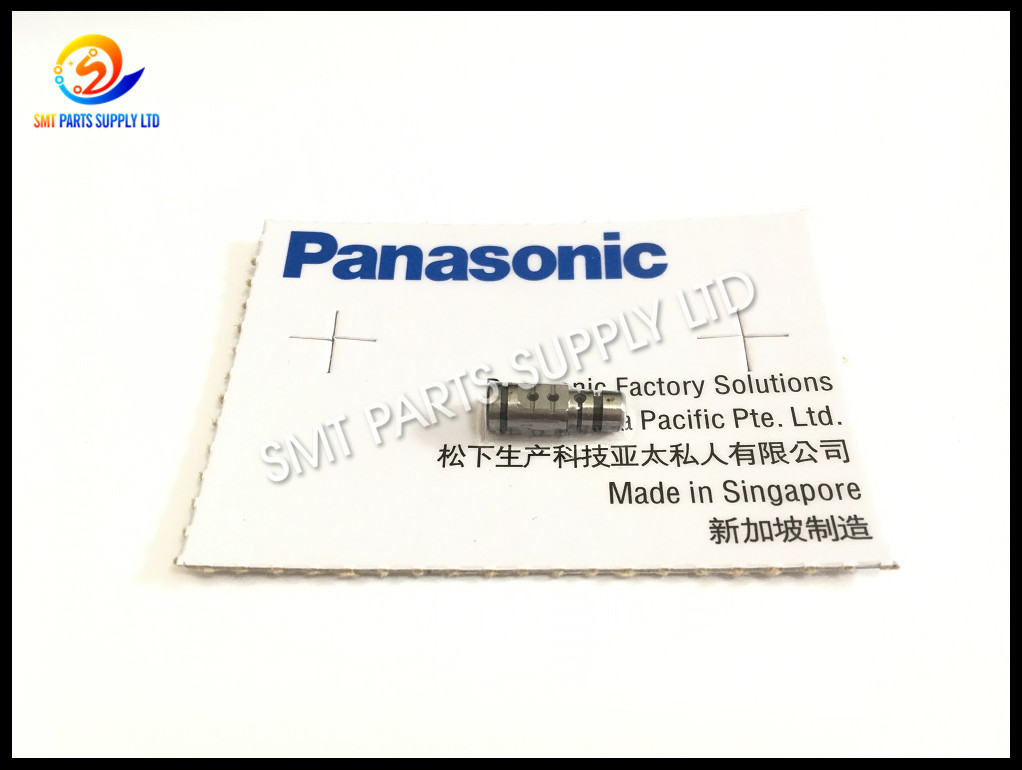 SMT PARTS SUPPLY LTD
Panasonic
SMT PARTS SUPPLY LTD
nic Factory Solutions
a Pacific Pte. Ltd.
松下生产科技亚太私人有限公司
Made in Singapore
新加坡制造